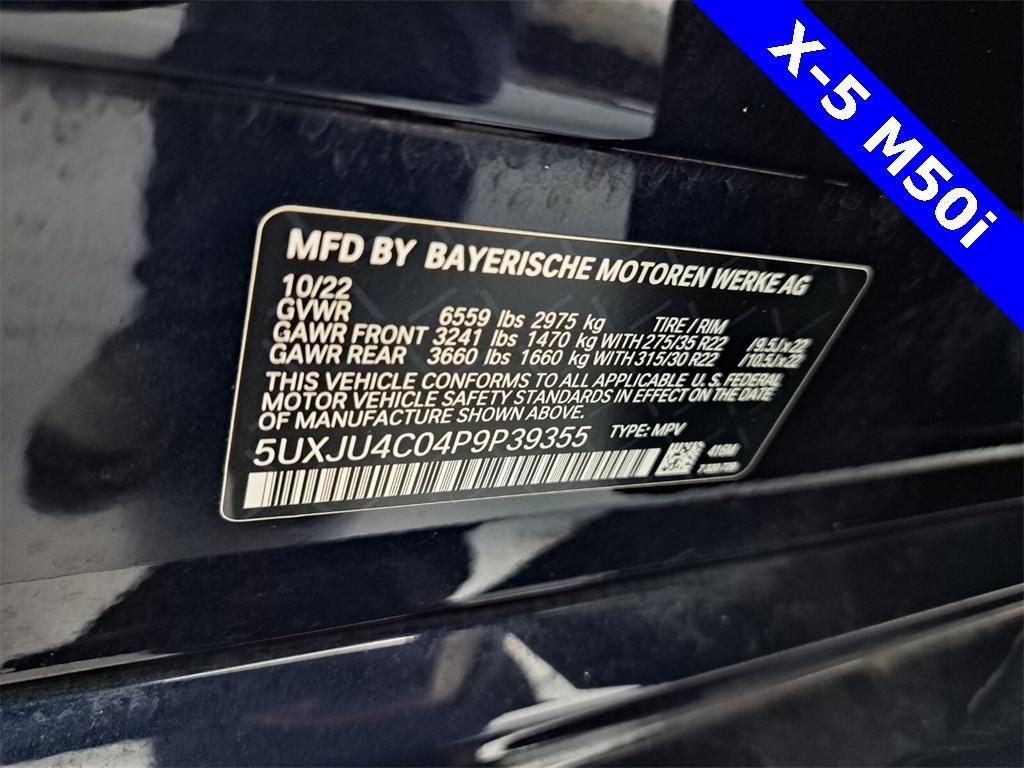 X-5 M50i
MFD BY BAYERISCHE MOTOREN WERKE AG
10/22
GVWR 6559 lbs 2975 kg TIRE / RIM
GAWR FRONT 3241 lbs 1470 kg WITH 275/35 R22 /9.5Jx22
GAWR REAR 3660 lbs 1660 kg WITH 315/30 R22 /10.5Jx22
THIS VEHICLE CONFORMS TO ALL APPLICABLE U.S. FEDERAL
MOTOR VEHICLE SAFETY STANDARDS IN EFFECT ON THE DATE
OF MANUFACTURE SHOWN ABOVE.
5UXJU4C04P9P39355 TYPE: MPV